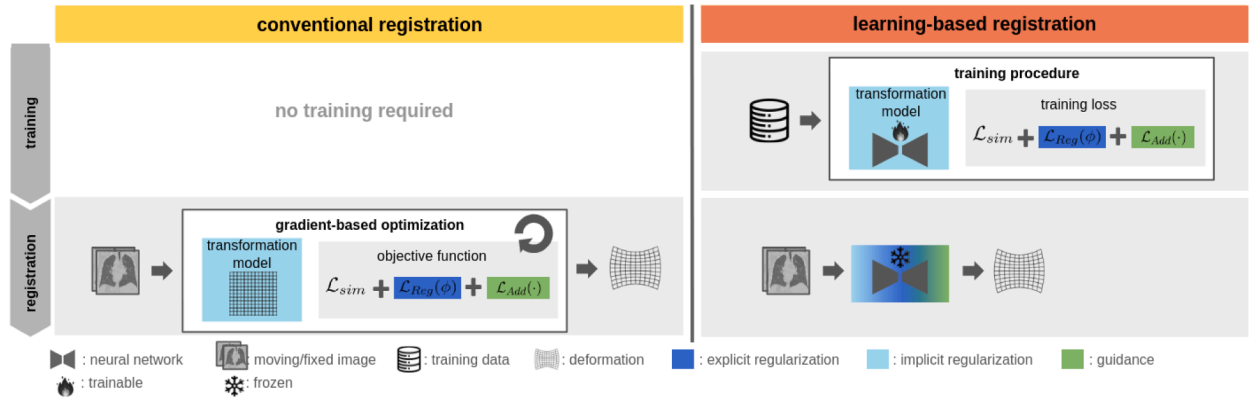 conventional registration
learning-based registration
training
no training required
training procedure
transformation
model
training loss
ℒsim + ℒReg(ϕ) + ℒAdd(·)
registration
gradient-based optimization
transformation
model
objective function
ℒsim + ℒReg(ϕ) + ℒAdd(·)
: neural network
: moving/fixed image
: training data
: deformation
: explicit regularization
: implicit regularization
: guidance
: trainable
: frozen